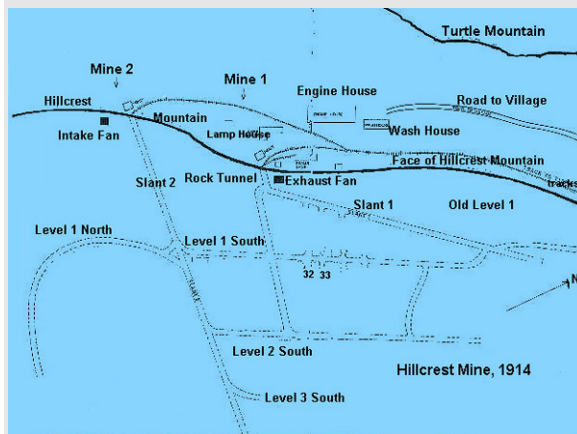 Turtle Mountain
Mine 2
Mine 1
Engine House
Hillcrest
Mountain
Road to Village
Intake Fan
Lamp House
Wash House
Face of Hillcrest Mountain
Rock Tunnel
Exhaust Fan
tracks
Slant 2
Slant 1
Old Level 1
Level 1 North
Level 1 South
32 33
N
Level 2 South
Hillcrest Mine, 1914
Level 3 South